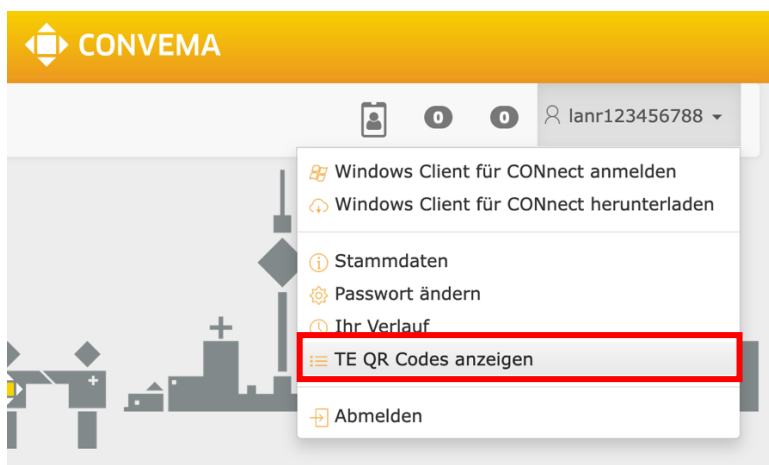 CONVEMA
0 0 lanr123456788
Windows Client für CONnect anmelden
Windows Client für CONnect herunterladen
Stammdaten
Passwort ändern
Ihr Verlauf
TE QR Codes anzeigen
Abmelden